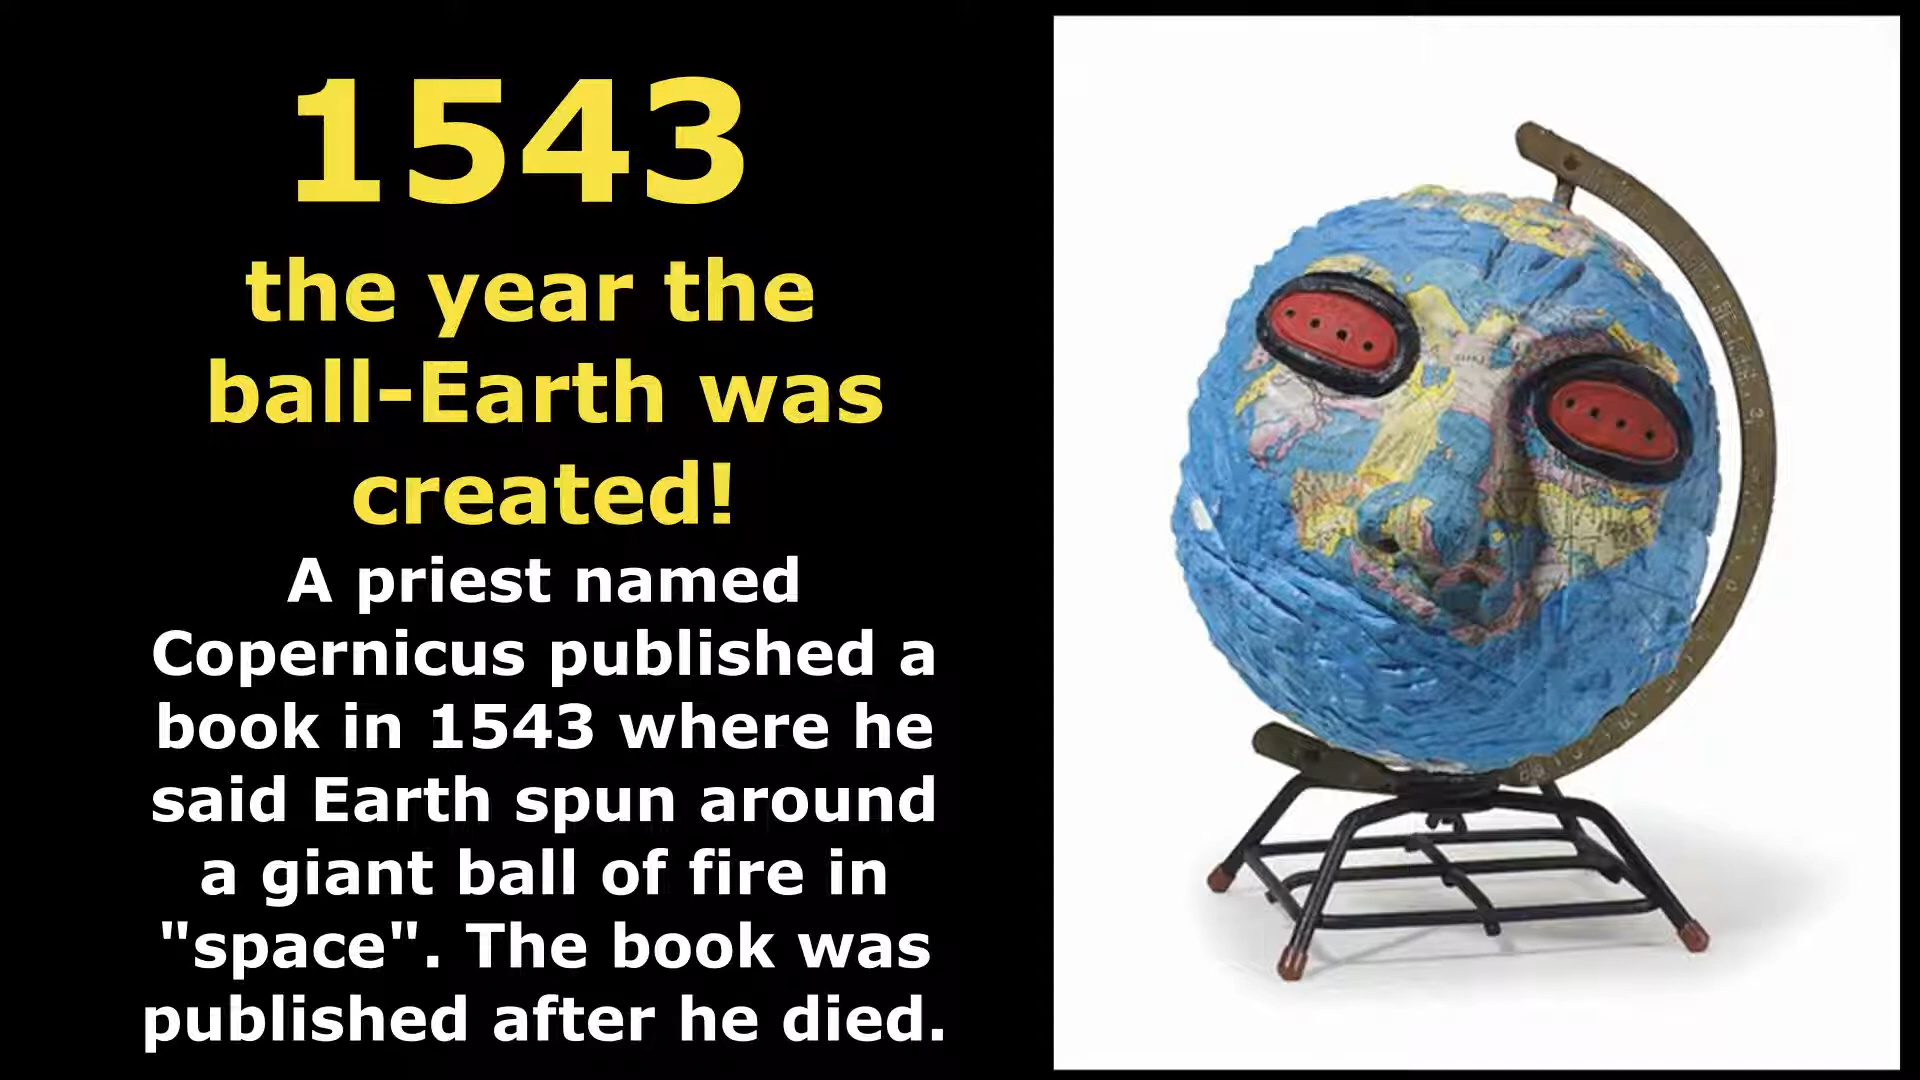 1543
the year the
ball-Earth was
created!
A priest named
Copernicus published a
book in 1543 where he
said Earth spun around
a giant ball of fire in
"space". The book was
published after he died.